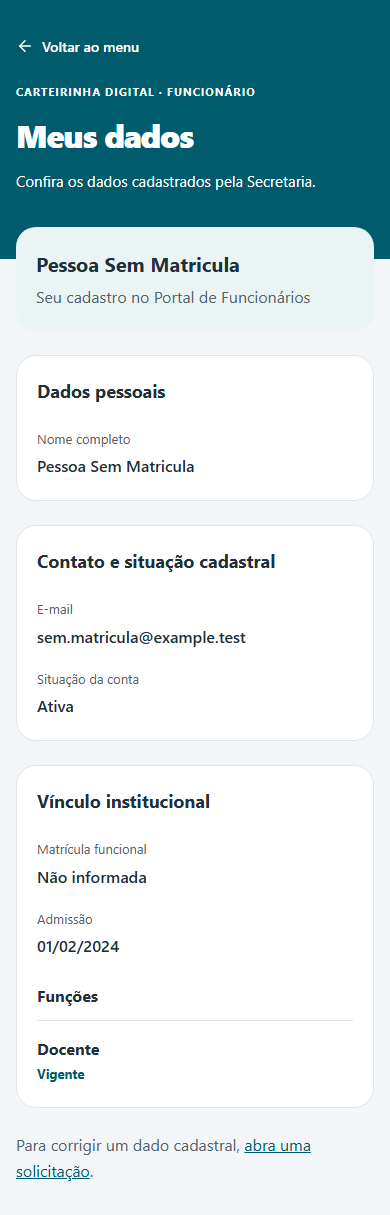 ← Voltar ao menu
CARTEIRINHA DIGITAL · FUNCIONÁRIO
Meus dados
Confira os dados cadastrados pela Secretaria.
Pessoa Sem Matricula
Seu cadastro no Portal de Funcionários
Dados pessoais
Nome completo
Pessoa Sem Matricula
Contato e situação cadastral
E-mail
sem.matricula@example.test
Situação da conta
Ativa
Vínculo institucional
Matrícula funcional
Não informada
Admissão
01/02/2024
Funções
Docente
Vigente
Para corrigir um dado cadastral, abra uma
solicitação.